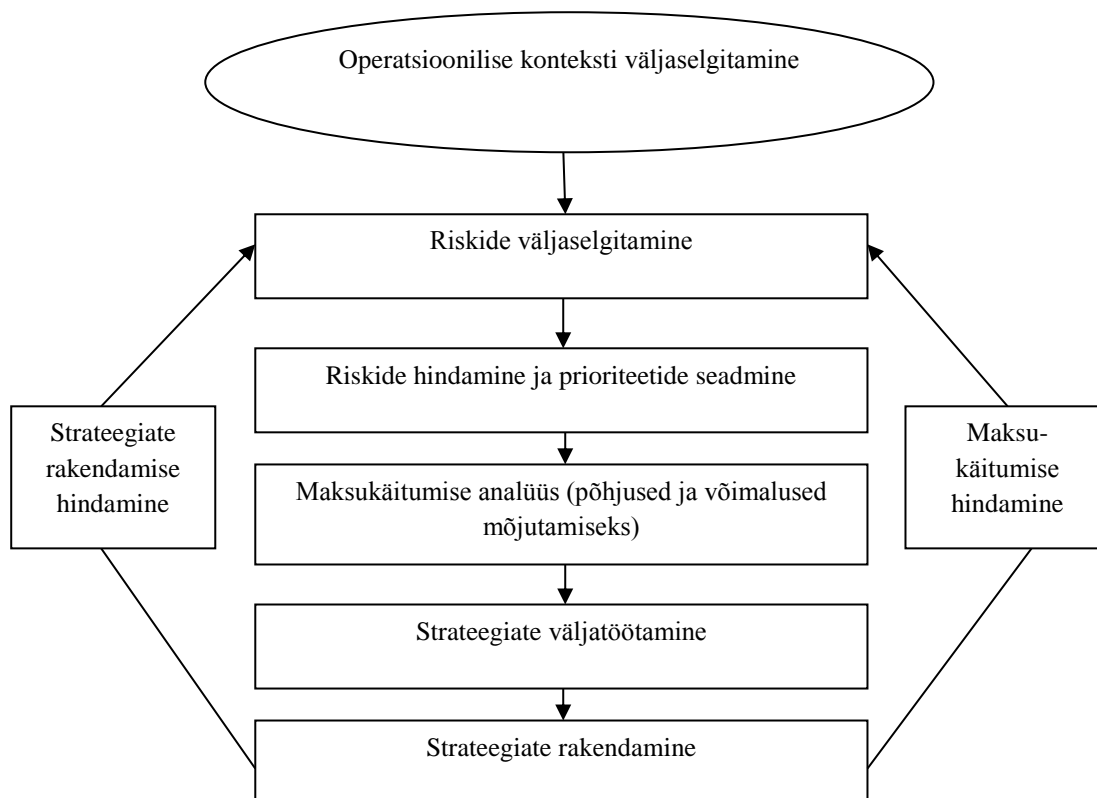 Operatsioonilise konteksti väljaselgitamine
Riskide väljaselgitamine
Riskide hindamine ja prioriteetide seadmine
Strateegiate
rakendamise
hindamine
Maksu-
käitumise
hindamine
Maksukäitumise analüüs (põhjused ja võimalused
mõjutamiseks)
Strateegiate väljatöötamine
Strateegiate rakendamine